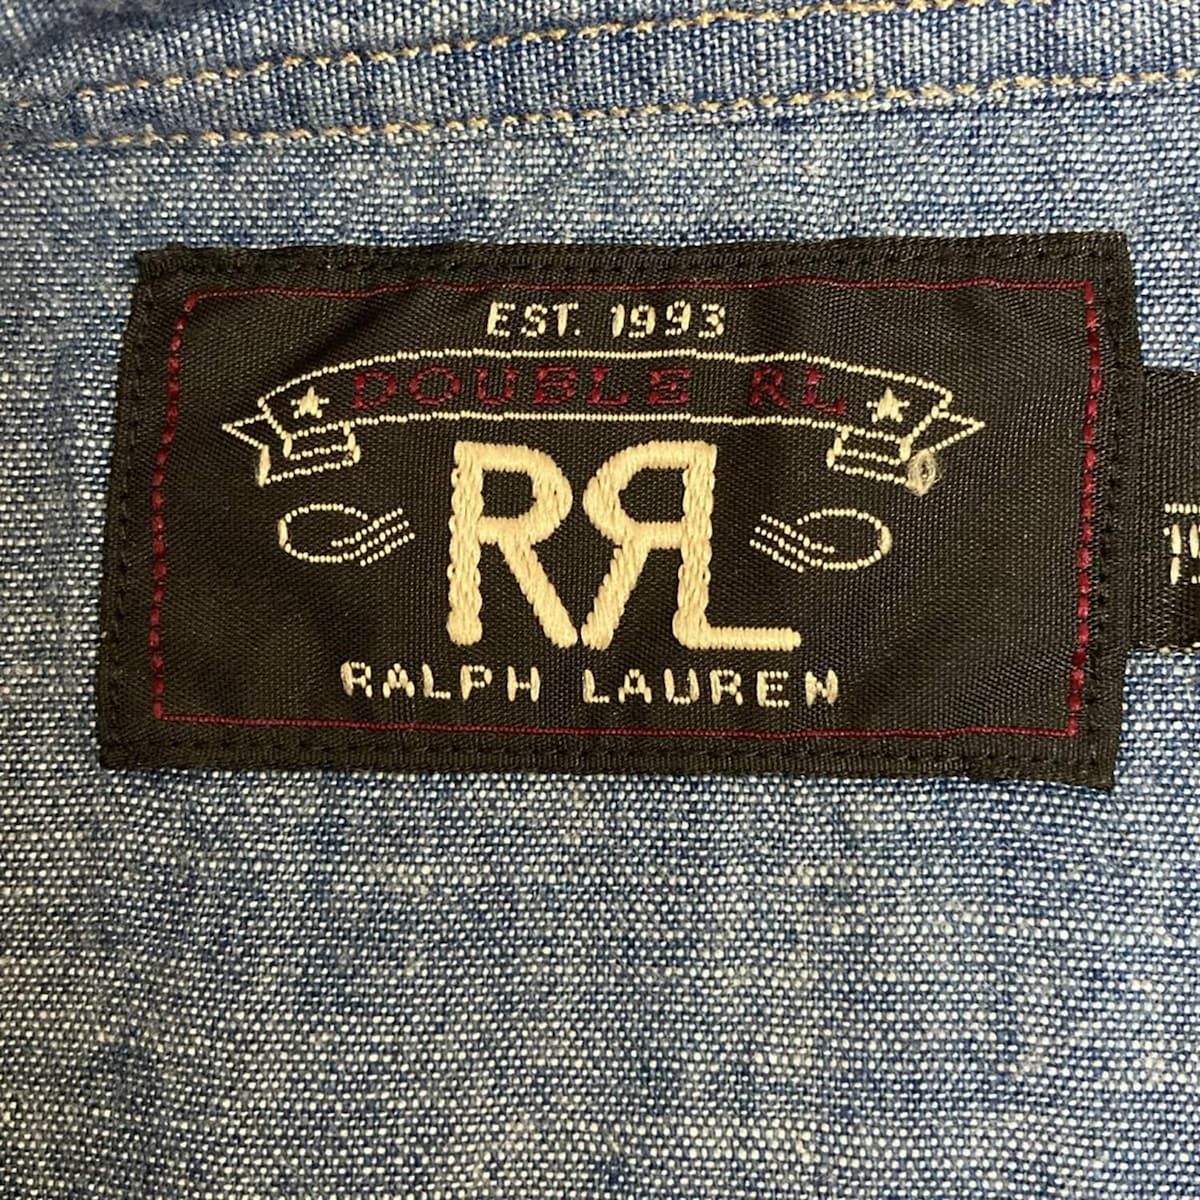 EST. 1993
DOUBLE RL
RRL
RALPH LAUREN